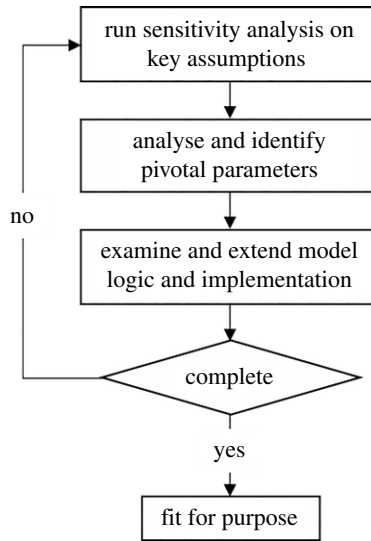 run sensitivity analysis on
key assumptions
analyse and identify
pivotal parameters
no
examine and extend model
logic and implementation
complete
yes
fit for purpose